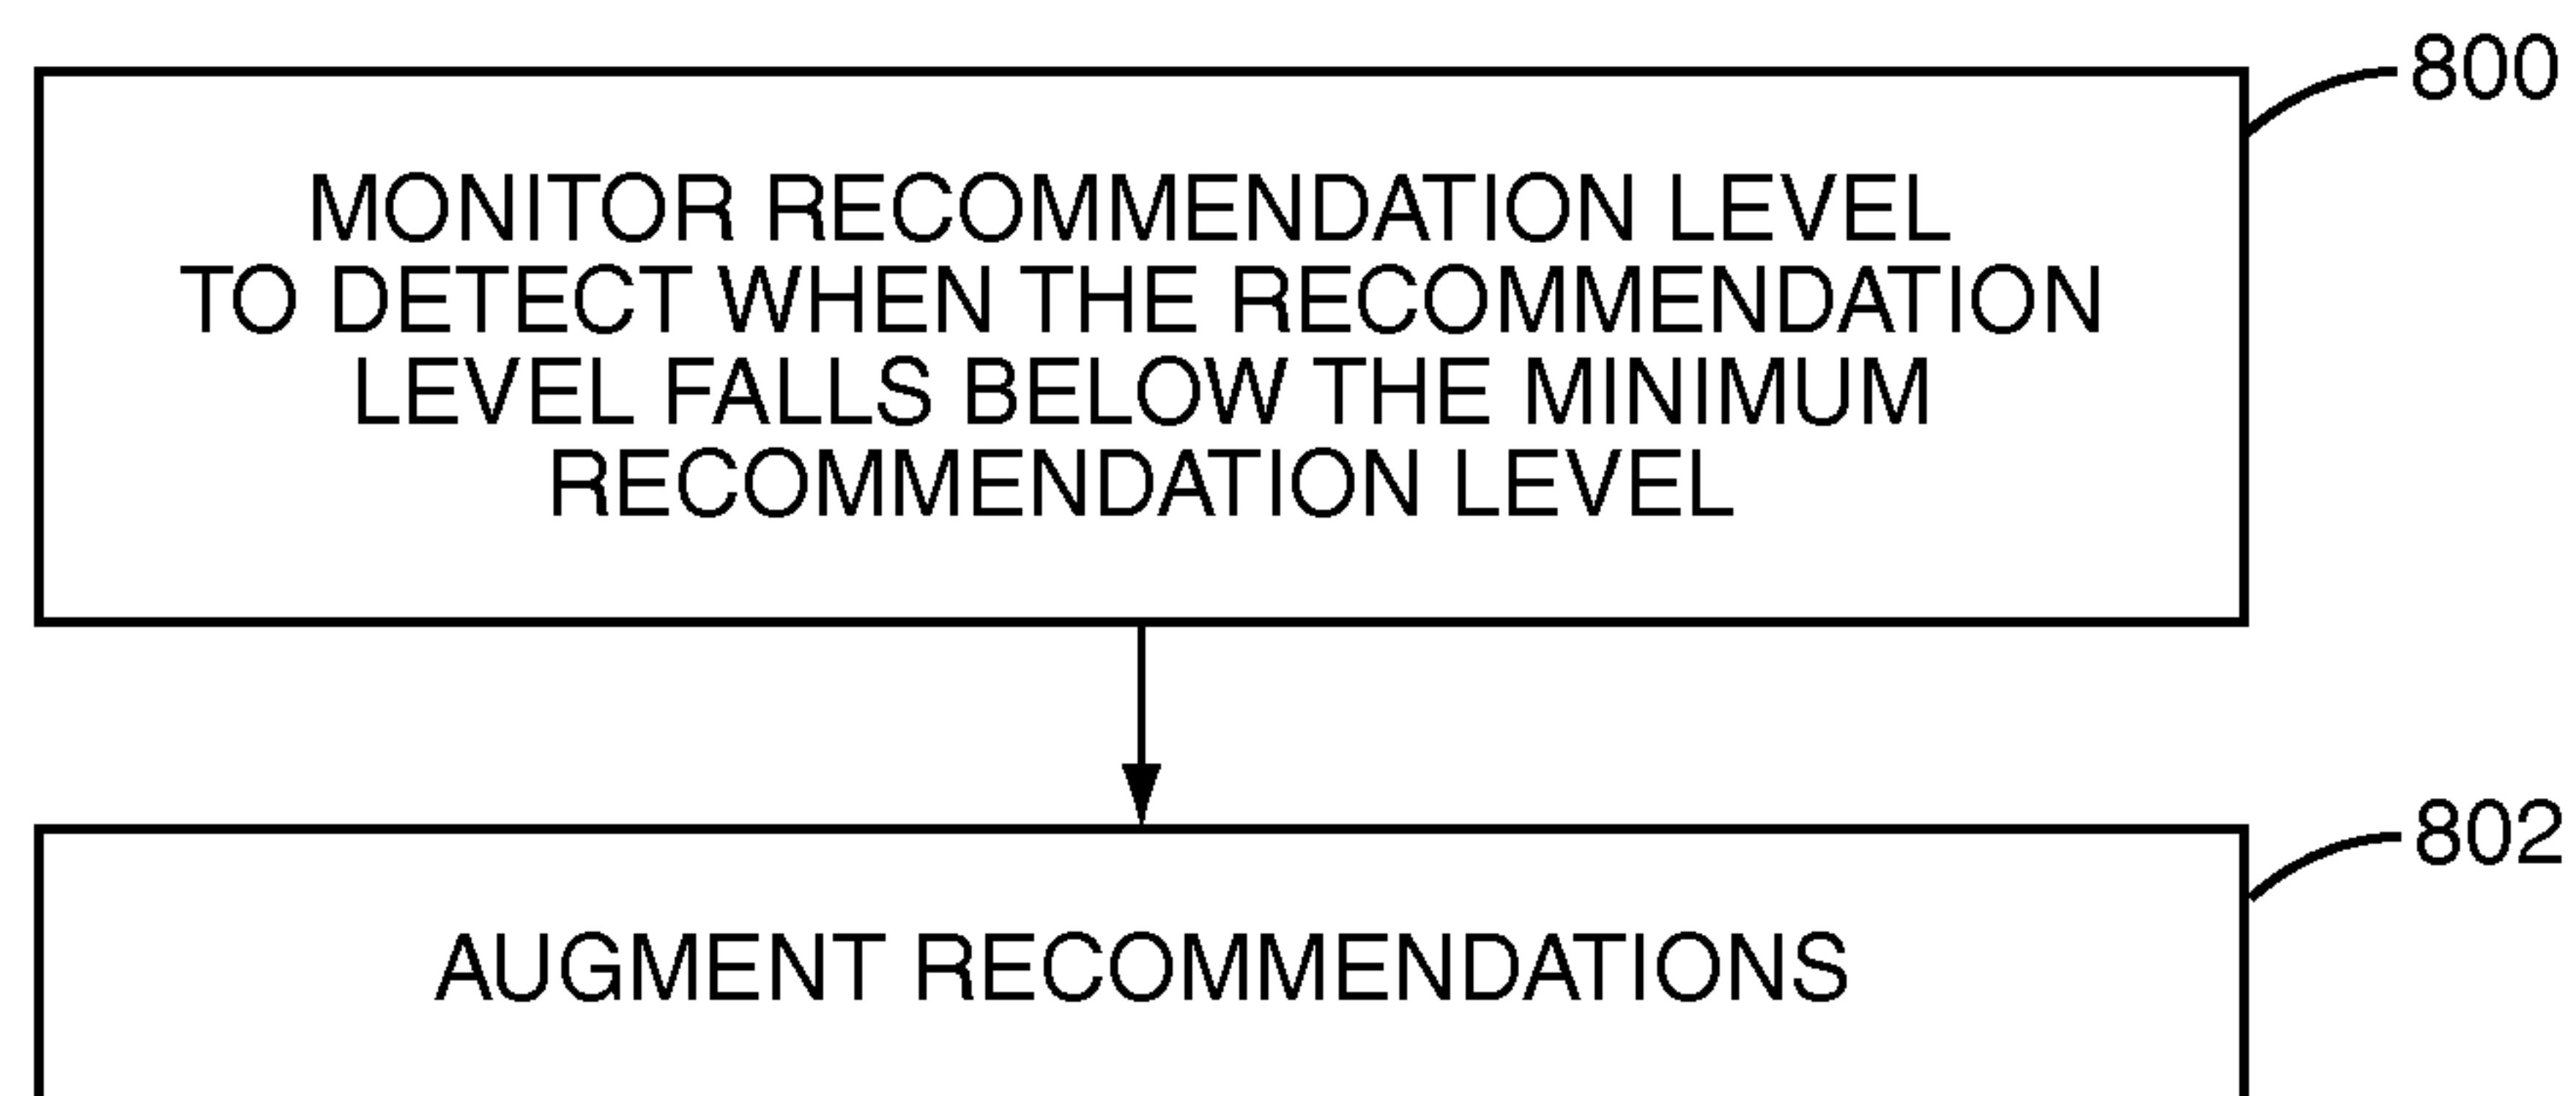 800
MONITOR RECOMMENDATION LEVEL
TO DETECT WHEN THE RECOMMENDATION
LEVEL FALLS BELOW THE MINIMUM
RECOMMENDATION LEVEL
802
AUGMENT RECOMMENDATIONS